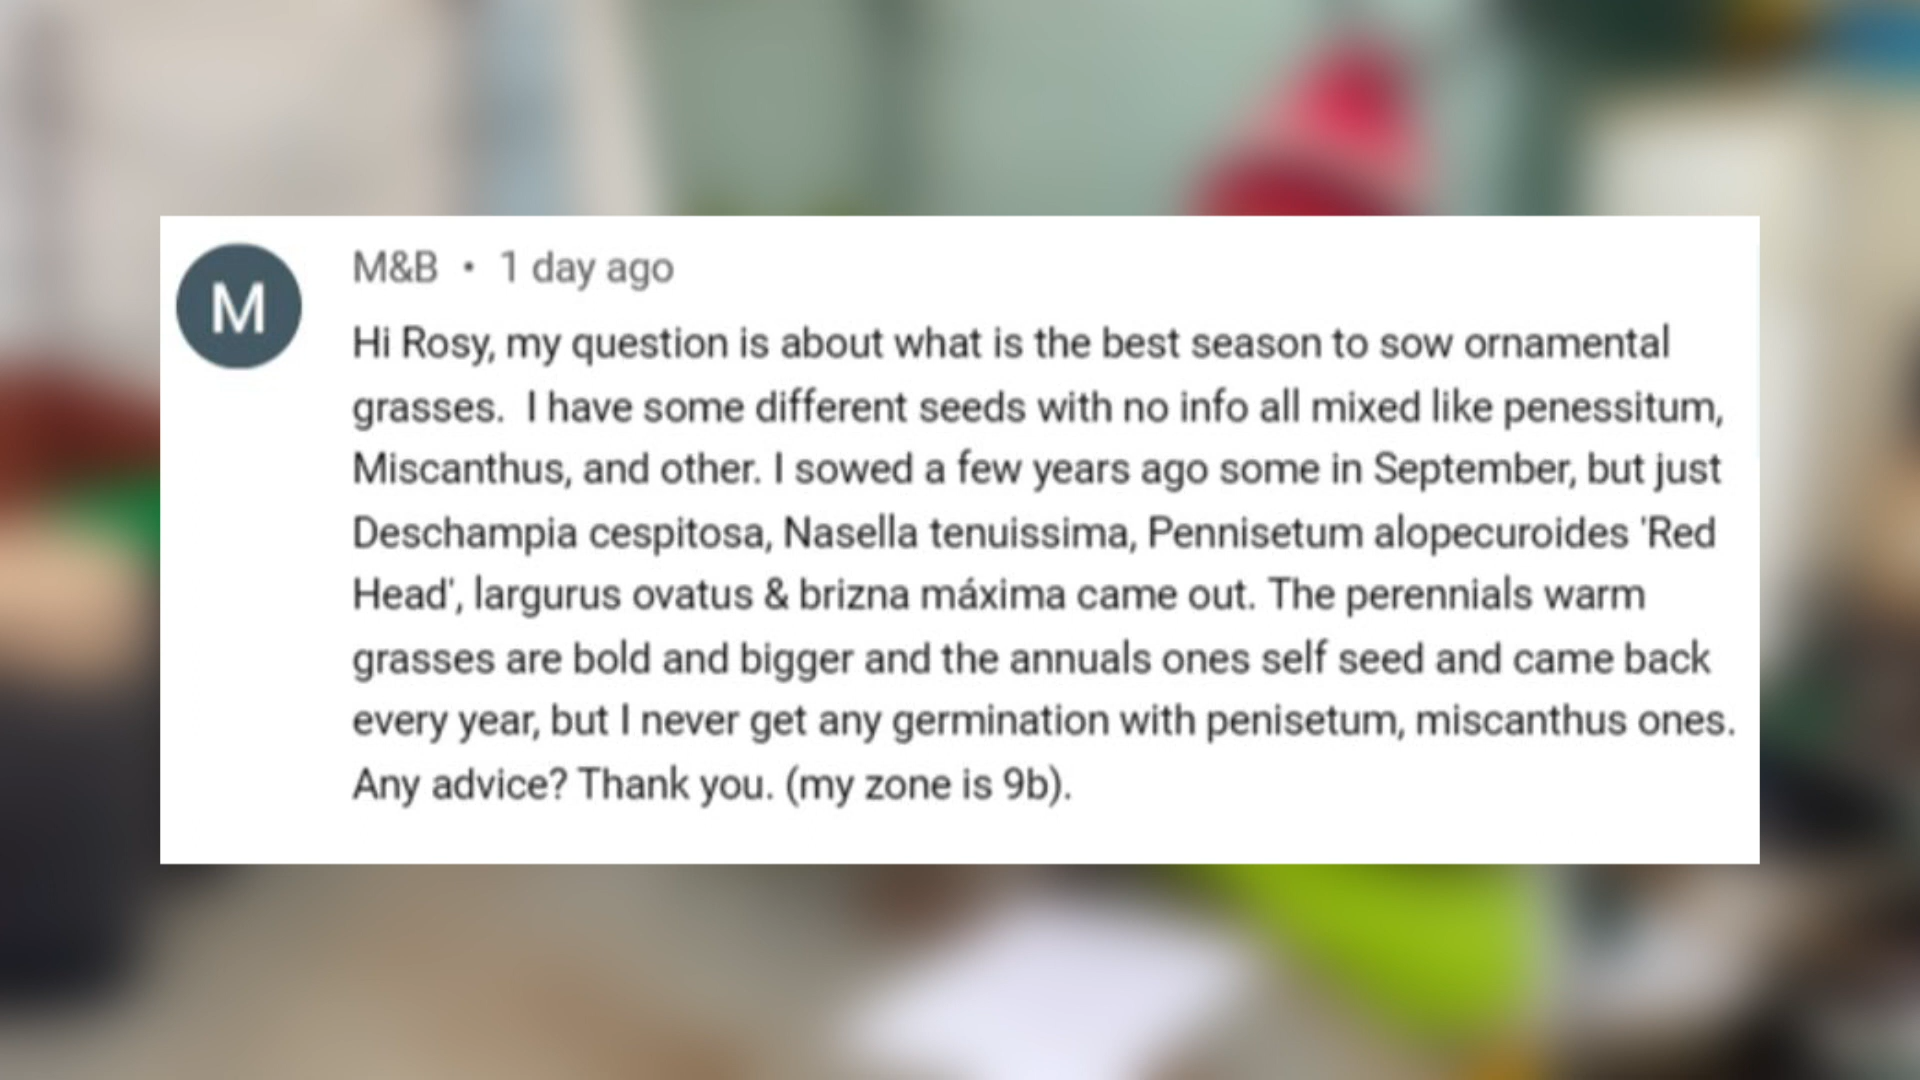 M
M&B • 1 day ago
Hi Rosy, my question is about what is the best season to sow ornamental
grasses.  I have some different seeds with no info all mixed like penessitum,
Miscanthus, and other. I sowed a few years ago some in September, but just
Deschampia cespitosa, Nasella tenuissima, Pennisetum alopecuroides 'Red
Head', largurus ovatus & brizna máxima came out. The perennials warm
grasses are bold and bigger and the annuals ones self seed and came back
every year, but I never get any germination with penisetum, miscanthus ones.
Any advice? Thank you. (my zone is 9b).